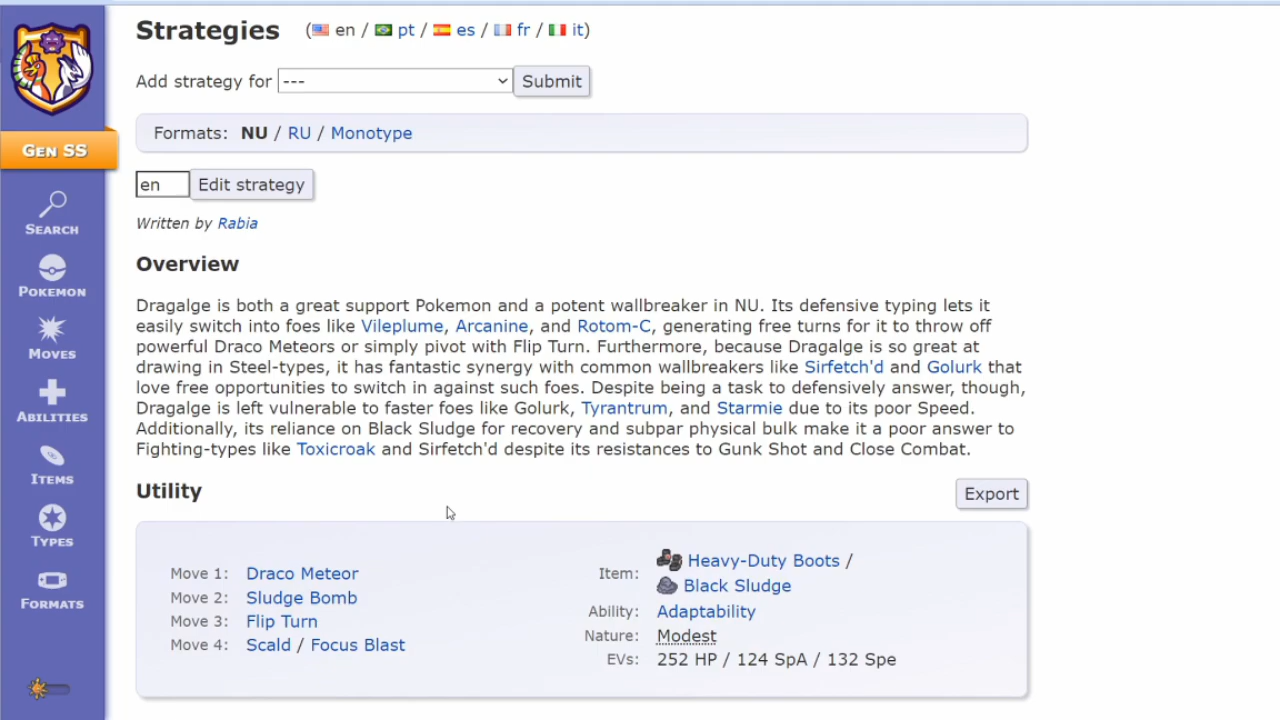 Strategies (en / pt / es / fr / it)
Add strategy for --- Submit
Formats: NU / RU / Monotype
GEN SS
en Edit strategy
SEARCH
Written by Rabia
Overview
POKEMON
Dragalge is both a great support Pokemon and a potent wallbreaker in NU. Its defensive typing lets it
easily switch into foes like Vileplume, Arcanine, and Rotom-C, generating free turns for it to throw off
powerful Draco Meteors or simply pivot with Flip Turn. Furthermore, because Dragalge is so great at
MOVES
drawing in Steel-types, it has fantastic synergy with common wallbreakers like Sirfetch'd and Golurk that
love free opportunities to switch in against such foes. Despite being a task to defensively answer, though,
Dragalge is left vulnerable to faster foes like Golurk, Tyrantrum, and Starmie due to its poor Speed.
ABILITIES
Additionally, its reliance on Black Sludge for recovery and subpar physical bulk make it a poor answer to
Fighting-types like Toxicroak and Sirfetch'd despite its resistances to Gunk Shot and Close Combat.
ITEMS
Utility Export
TYPES
FORMATS
Move 1: Draco Meteor
Move 2: Sludge Bomb
Move 3: Flip Turn
Move 4: Scald / Focus Blast
Item: Heavy-Duty Boots /
Black Sludge
Ability: Adaptability
Nature: Modest
EVs: 252 HP / 124 SpA / 132 Spe